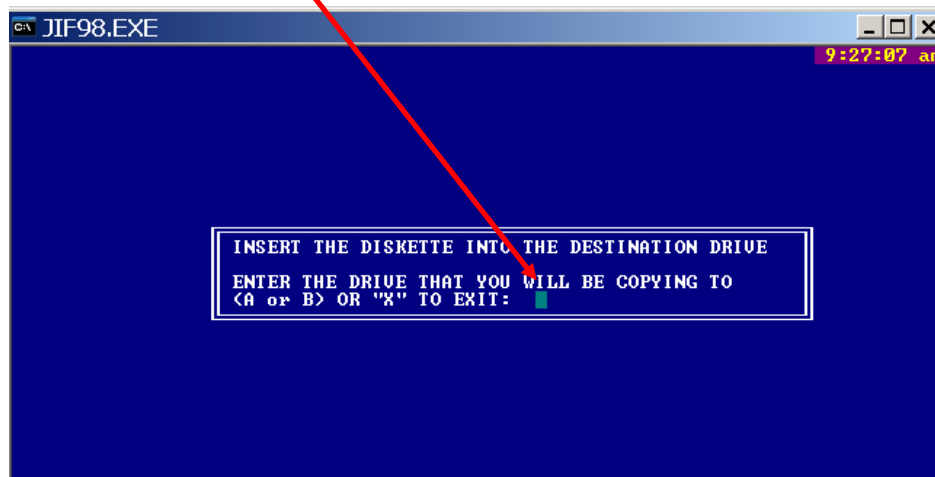 JIF98.EXE
9:27:07 am
INSERT THE DISKETTE INTO THE DESTINATION DRIVE
ENTER THE DRIVE THAT YOU WILL BE COPYING TO
(A or B) OR "X" TO EXIT: